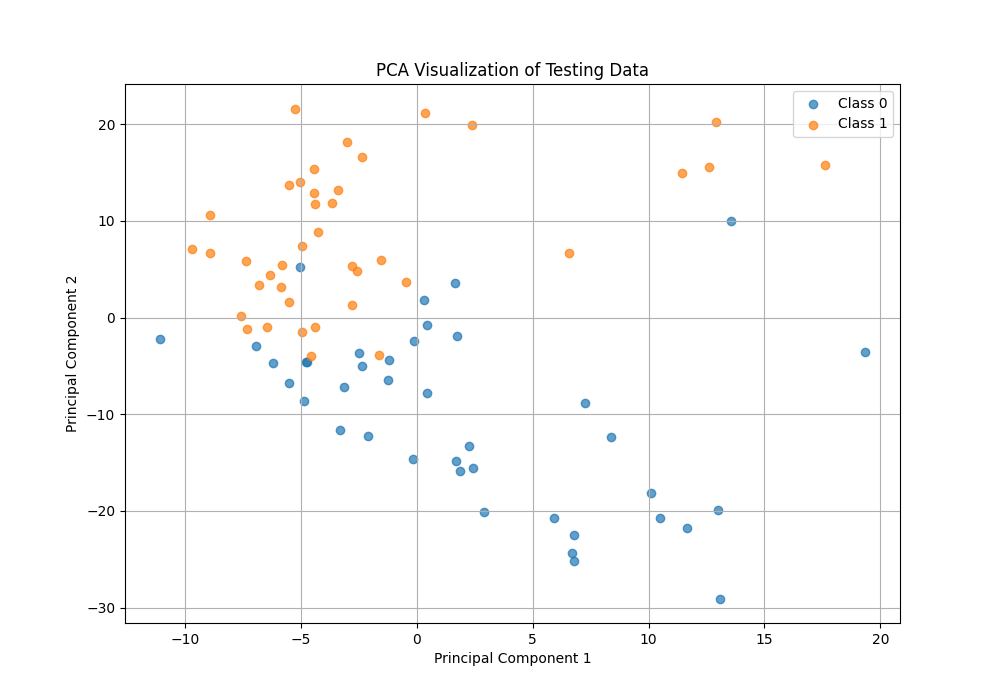 PCA Visualization of Testing Data
Class 0
Class 1
Principal Component 2
20
10
0
−10
−20
−30
−10
−5
0
5
10
15
20
Principal Component 1